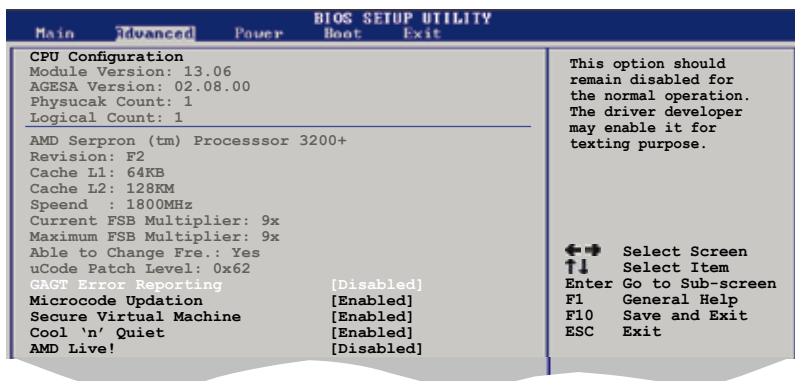 BIOS SETUP UTILITY
Main Advanced Power Boot Exit
CPU Configuration
Module Version: 13.06
AGESA Version: 02.08.00
Physucak Count: 1
Logical Count: 1
AMD Serpron (tm) Processsor 3200+
Revision: F2
Cache L1: 64KB
Cache L2: 128KM
Speend : 1800MHz
Current FSB Multiplier: 9x
Maximum FSB Multiplier: 9x
Able to Change Fre.: Yes
uCode Patch Level: 0x62
GAGT Error Reporting [Disabled]
Microcode Updation [Enabled]
Secure Virtual Machine [Enabled]
Cool ‘n’ Quiet [Enabled]
AMD Live! [Disabled]
This option should
remain disabled for
the normal operation.
The driver developer
may enable it for
texting purpose.
Select Screen
Select Item
Enter Go to Sub-screen
F1 General Help
F10 Save and Exit
ESC Exit